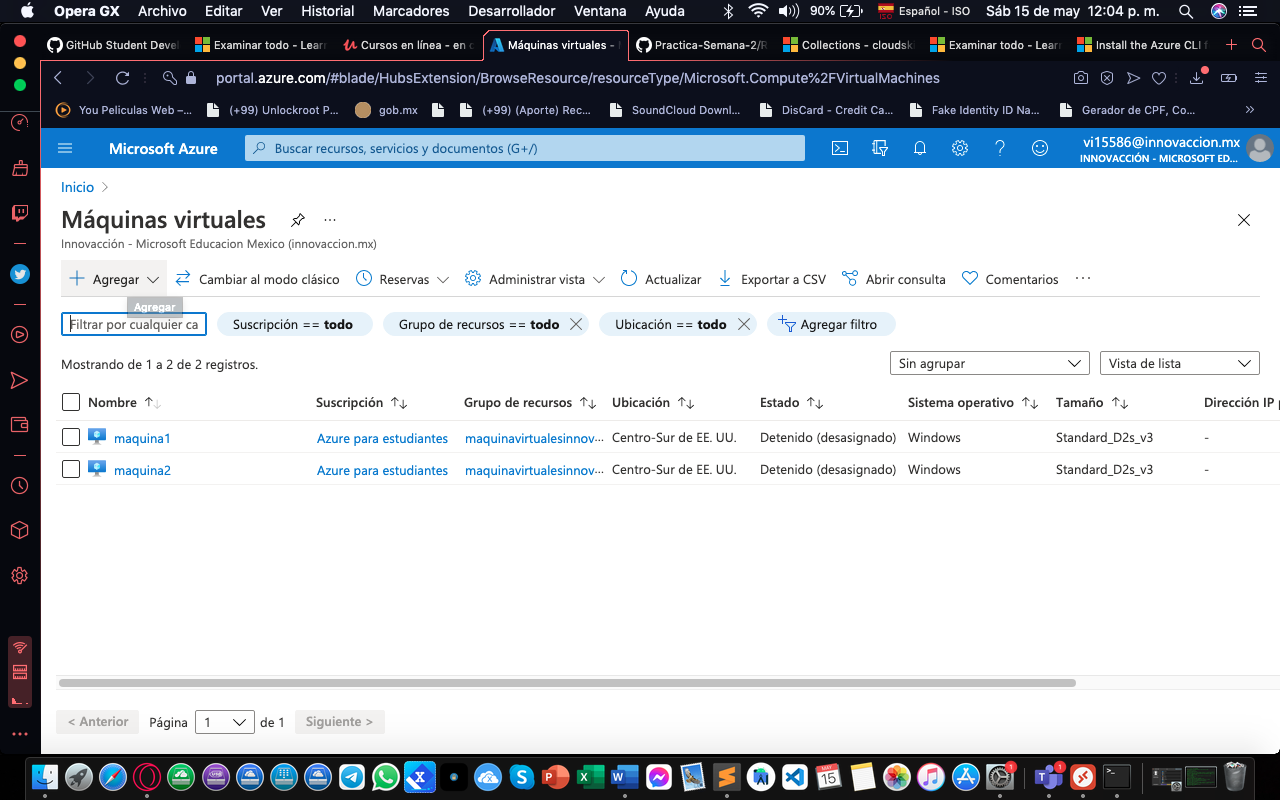 Opera GX Archivo Editar Ver Historial Marcadores Desarrollador Ventana Ayuda 90% Español - ISO Sáb 15 de may 12:04 p. m.
GitHub Student Devel Examinar todo - Learn Cursos en línea - en c Máquinas virtuales - M Practica-Semana-2/R Collections - cloudski Examinar todo - Learn Install the Azure CLI f
portal.azure.com/#blade/HubsExtension/BrowseResource/resourceType/Microsoft.Compute%2FVirtualMachines
You Peliculas Web –... (+99) Unlockroot P... gob.mx (+99) (Aporte) Rec... SoundCloud Downl... DisCard - Credit Ca... Fake Identity ID Na... Gerador de CPF, Co... »
Microsoft Azure Buscar recursos, servicios y documentos (G+/) vi15586@innovaccion.mx
INNOVACCIÓN - MICROSOFT ED...
Inicio
Máquinas virtuales ...
Innovacción - Microsoft Educacion Mexico (innovaccion.mx)
Agregar Cambiar al modo clásico Reservas Administrar vista Actualizar Exportar a CSV Abrir consulta Comentarios ...
Agregar
Filtrar por cualquier ca Suscripción == todo Grupo de recursos == todo Ubicación == todo Agregar filtro
Mostrando de 1 a 2 de 2 registros. Sin agrupar Vista de lista
Nombre Suscripción Grupo de recursos Ubicación Estado Sistema operativo Tamaño Dirección IP p
maquina1 Azure para estudiantes maquinavirtualesinnov... Centro-Sur de EE. UU. Detenido (desasignado) Windows Standard_D2s_v3 -
maquina2 Azure para estudiantes maquinavirtualesinnov... Centro-Sur de EE. UU. Detenido (desasignado) Windows Standard_D2s_v3 -
< Anterior Página 1 de 1 Siguiente >
MAY 15 1 1